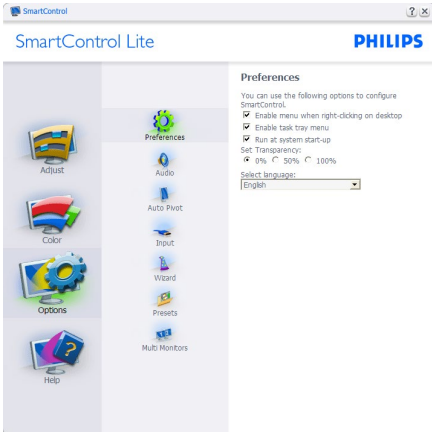 SmartControl
SmartControl Lite
PHILIPS
Adjust
Color
Options
Help
Preferences
Audio
Auto Pivot
Input
Wizard
Presets
Multi Monitors
Preferences
You can use the following options to configure
SmartControl.
Enable menu when right-clicking on desktop
Enable task tray menu
Run at system start-up
Set Transparency:
0% 50% 100%
Select language:
English